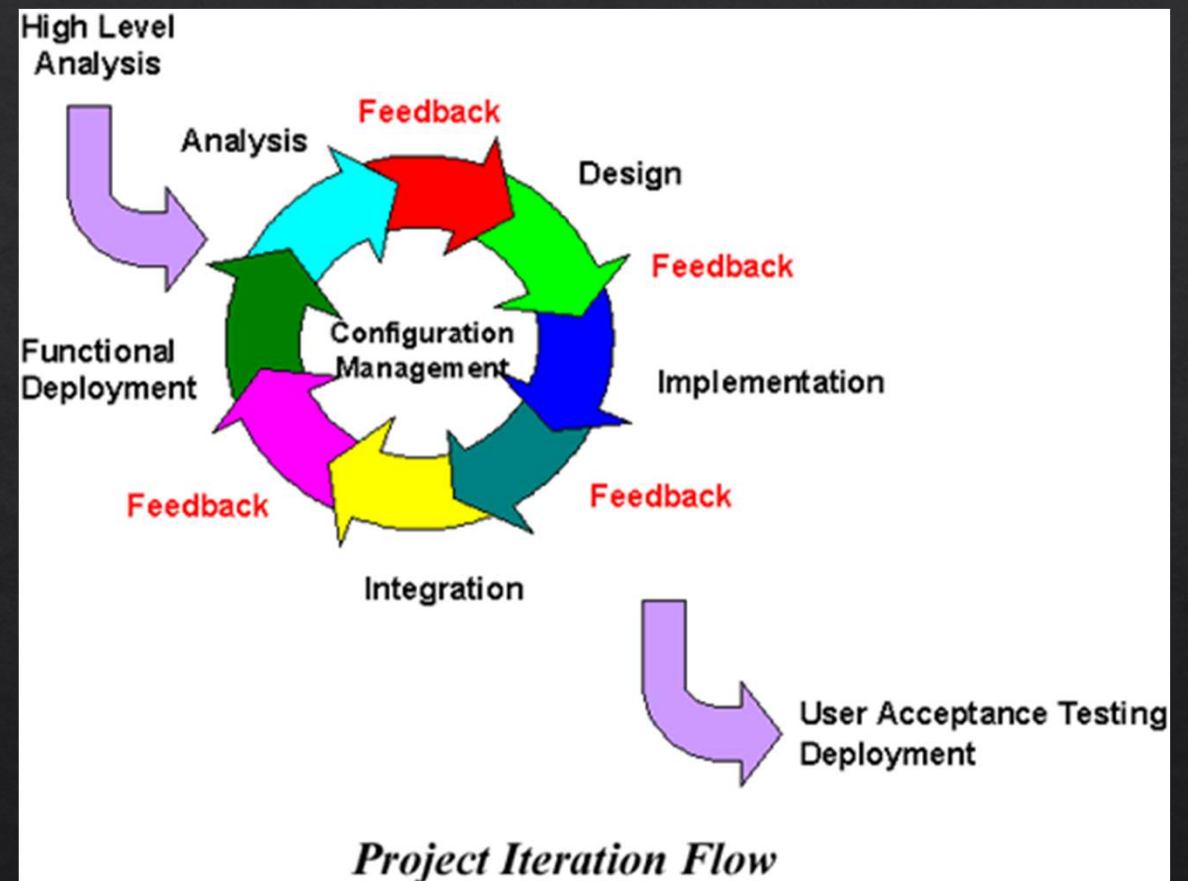 High Level
Analysis
Feedback
Analysis
Design
Feedback
Configuration
Management
Functional
Deployment
Implementation
Feedback
Feedback
Integration
User Acceptance Testing
Deployment
Project Iteration Flow